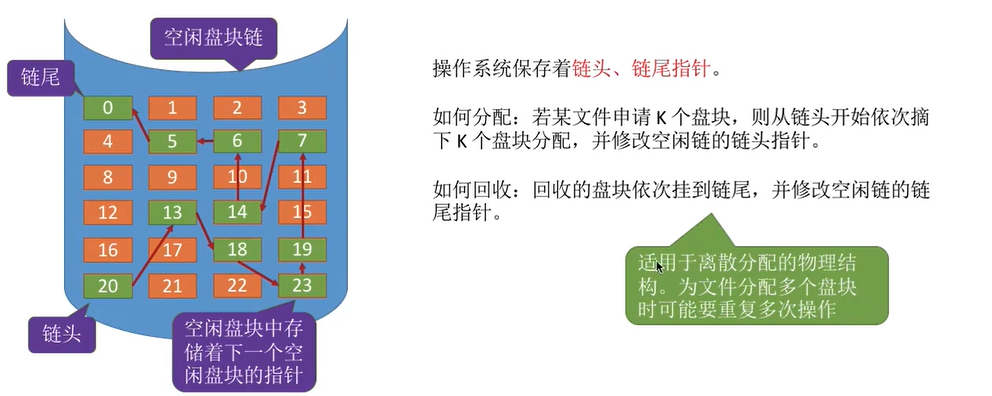 空闲盘块链
链尾
0 1 2 3
4 5 6 7
8 9 10 11
12 13 14 15
16 17 18 19
20 21 22 23
链头
空闲盘块中存
储着下一个空
闲盘块的指针
操作系统保存着链头、链尾指针。
如何分配：若某文件申请 K 个盘块，则从链头开始依次摘
下 K 个盘块分配，并修改空闲链的链头指针。
如何回收：回收的盘块依次挂到链尾，并修改空闲链的链
尾指针。
适用于离散分配的物理结
构。为文件分配多个盘块
时可能要重复多次操作